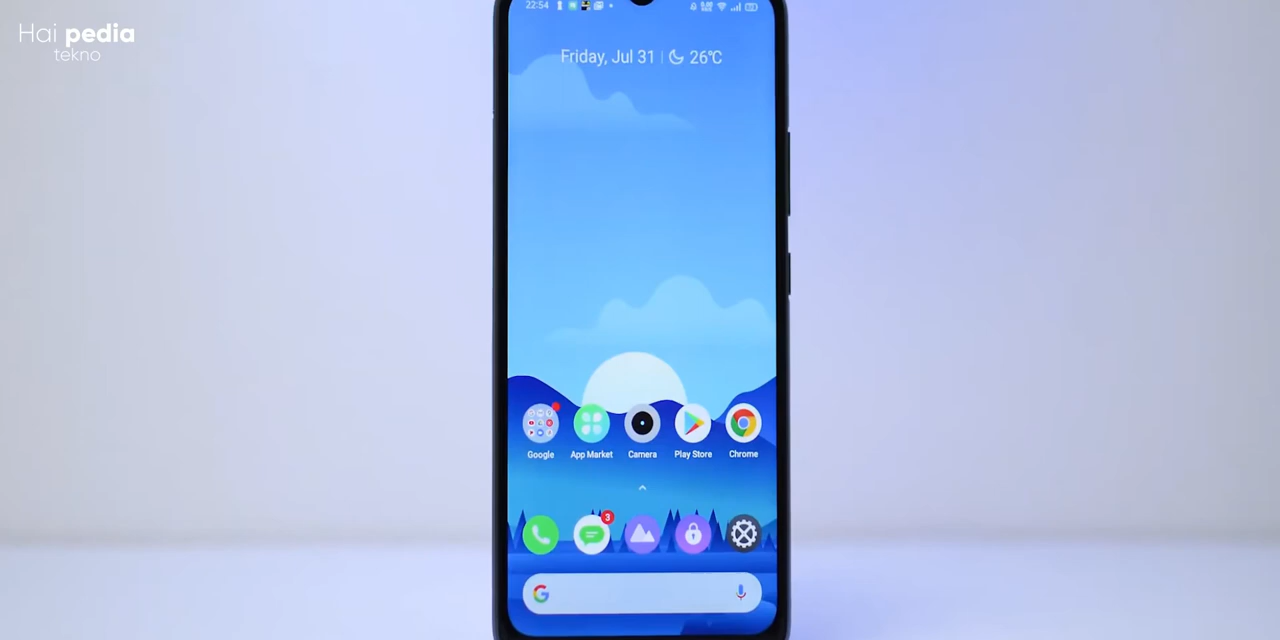 Hai pedia
tekno
22:54
Friday, Jul 31 | 26℃
Google
App Market
Camera
Play Store
Chrome
3